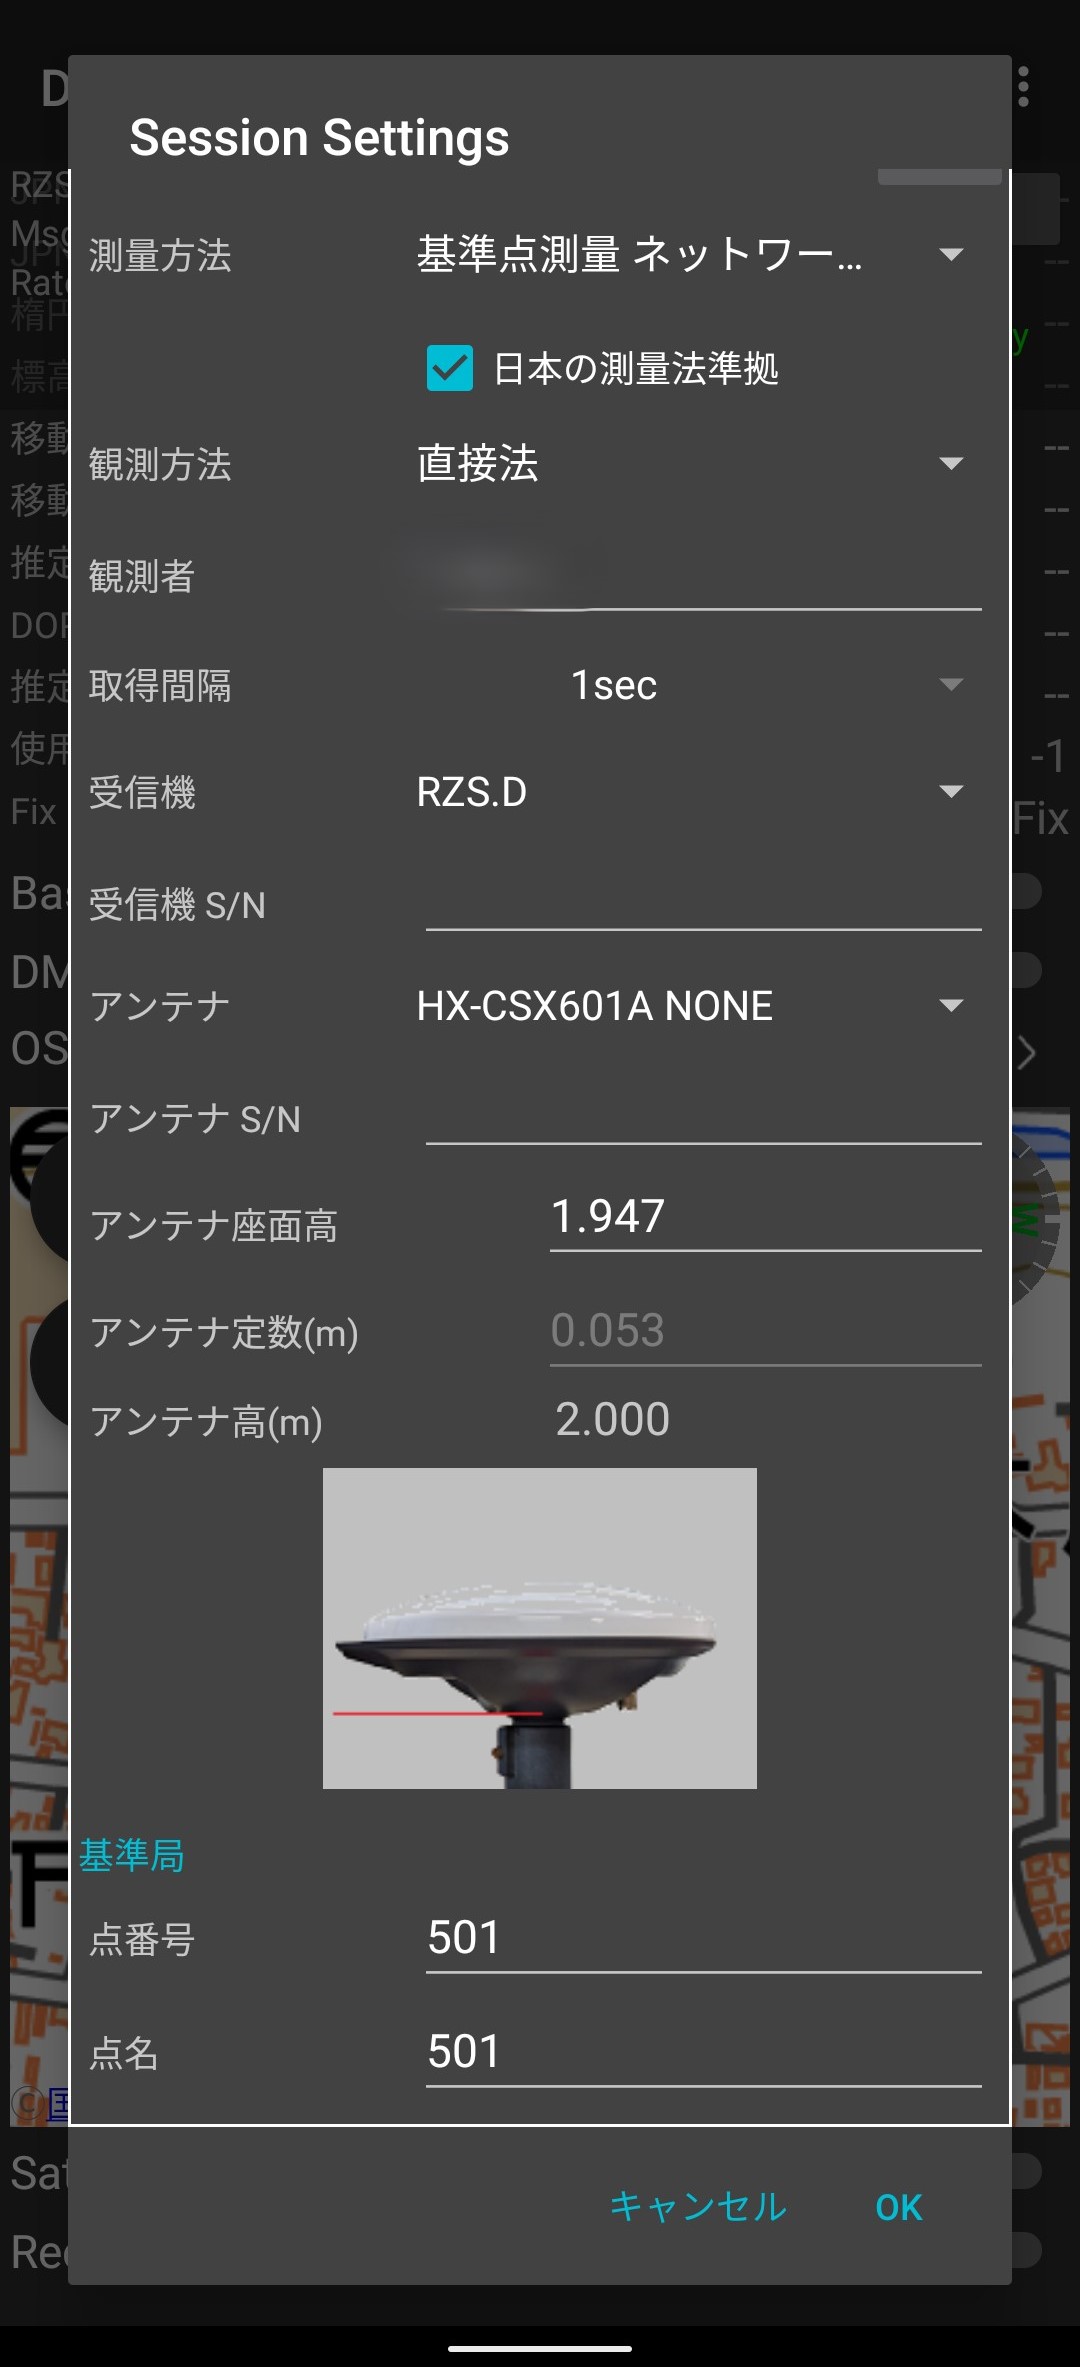 Session Settings
測量方法
基準点測量 ネットワー…
日本の測量法準拠
観測方法
直接法
観測者
取得間隔
1sec
受信機
RZS.D
受信機 S/N
アンテナ
HX-CSX601A NONE
アンテナ S/N
アンテナ座面高
1.947
アンテナ定数(m)
0.053
アンテナ高(m)
2.000
基準局
点番号
501
点名
501
キャンセル
OK
-1
Fix
Fix